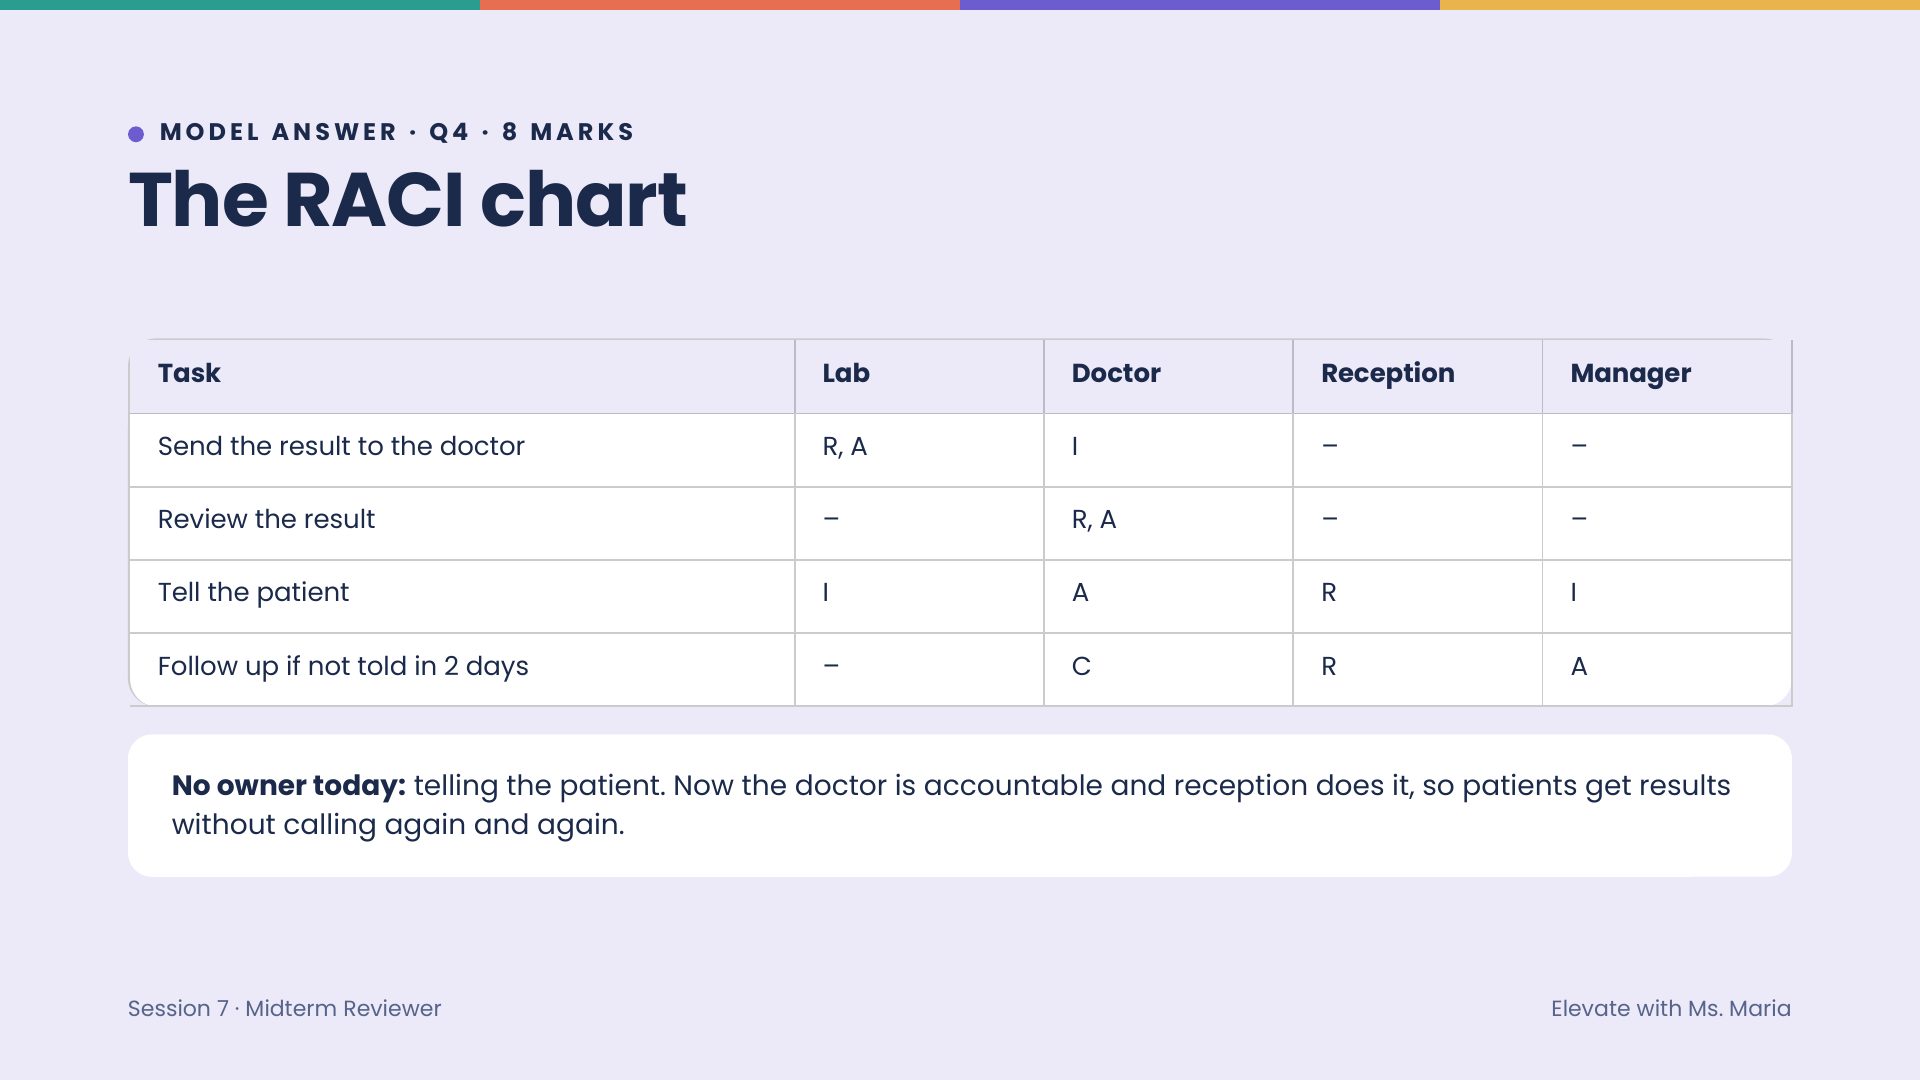 MODEL ANSWER · Q4 · 8 MARKS
The RACI chart
Task Lab Doctor Reception Manager
Send the result to the doctor R, A I – –
Review the result – R, A – –
Tell the patient I A R I
Follow up if not told in 2 days – C R A
No owner today: telling the patient. Now the doctor is accountable and reception does it, so patients get results
without calling again and again.
Session 7 · Midterm Reviewer
Elevate with Ms. Maria